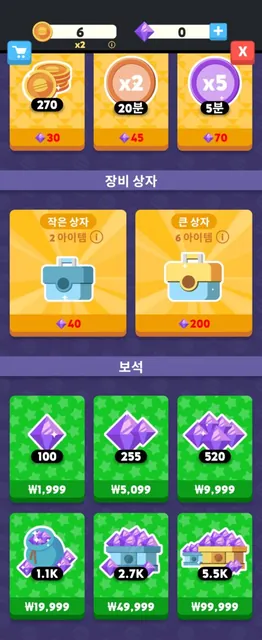 6
0
x2
X
270
x2
20분
x5
5분
30
45
70
장비 상자
작은 상자
2 아이템
큰 상자
6 아이템
40
200
보석
100
255
520
₩1,999
₩5,099
₩9,999
1.1K
2.7K
5.5K
₩19,999
₩49,999
₩99,999